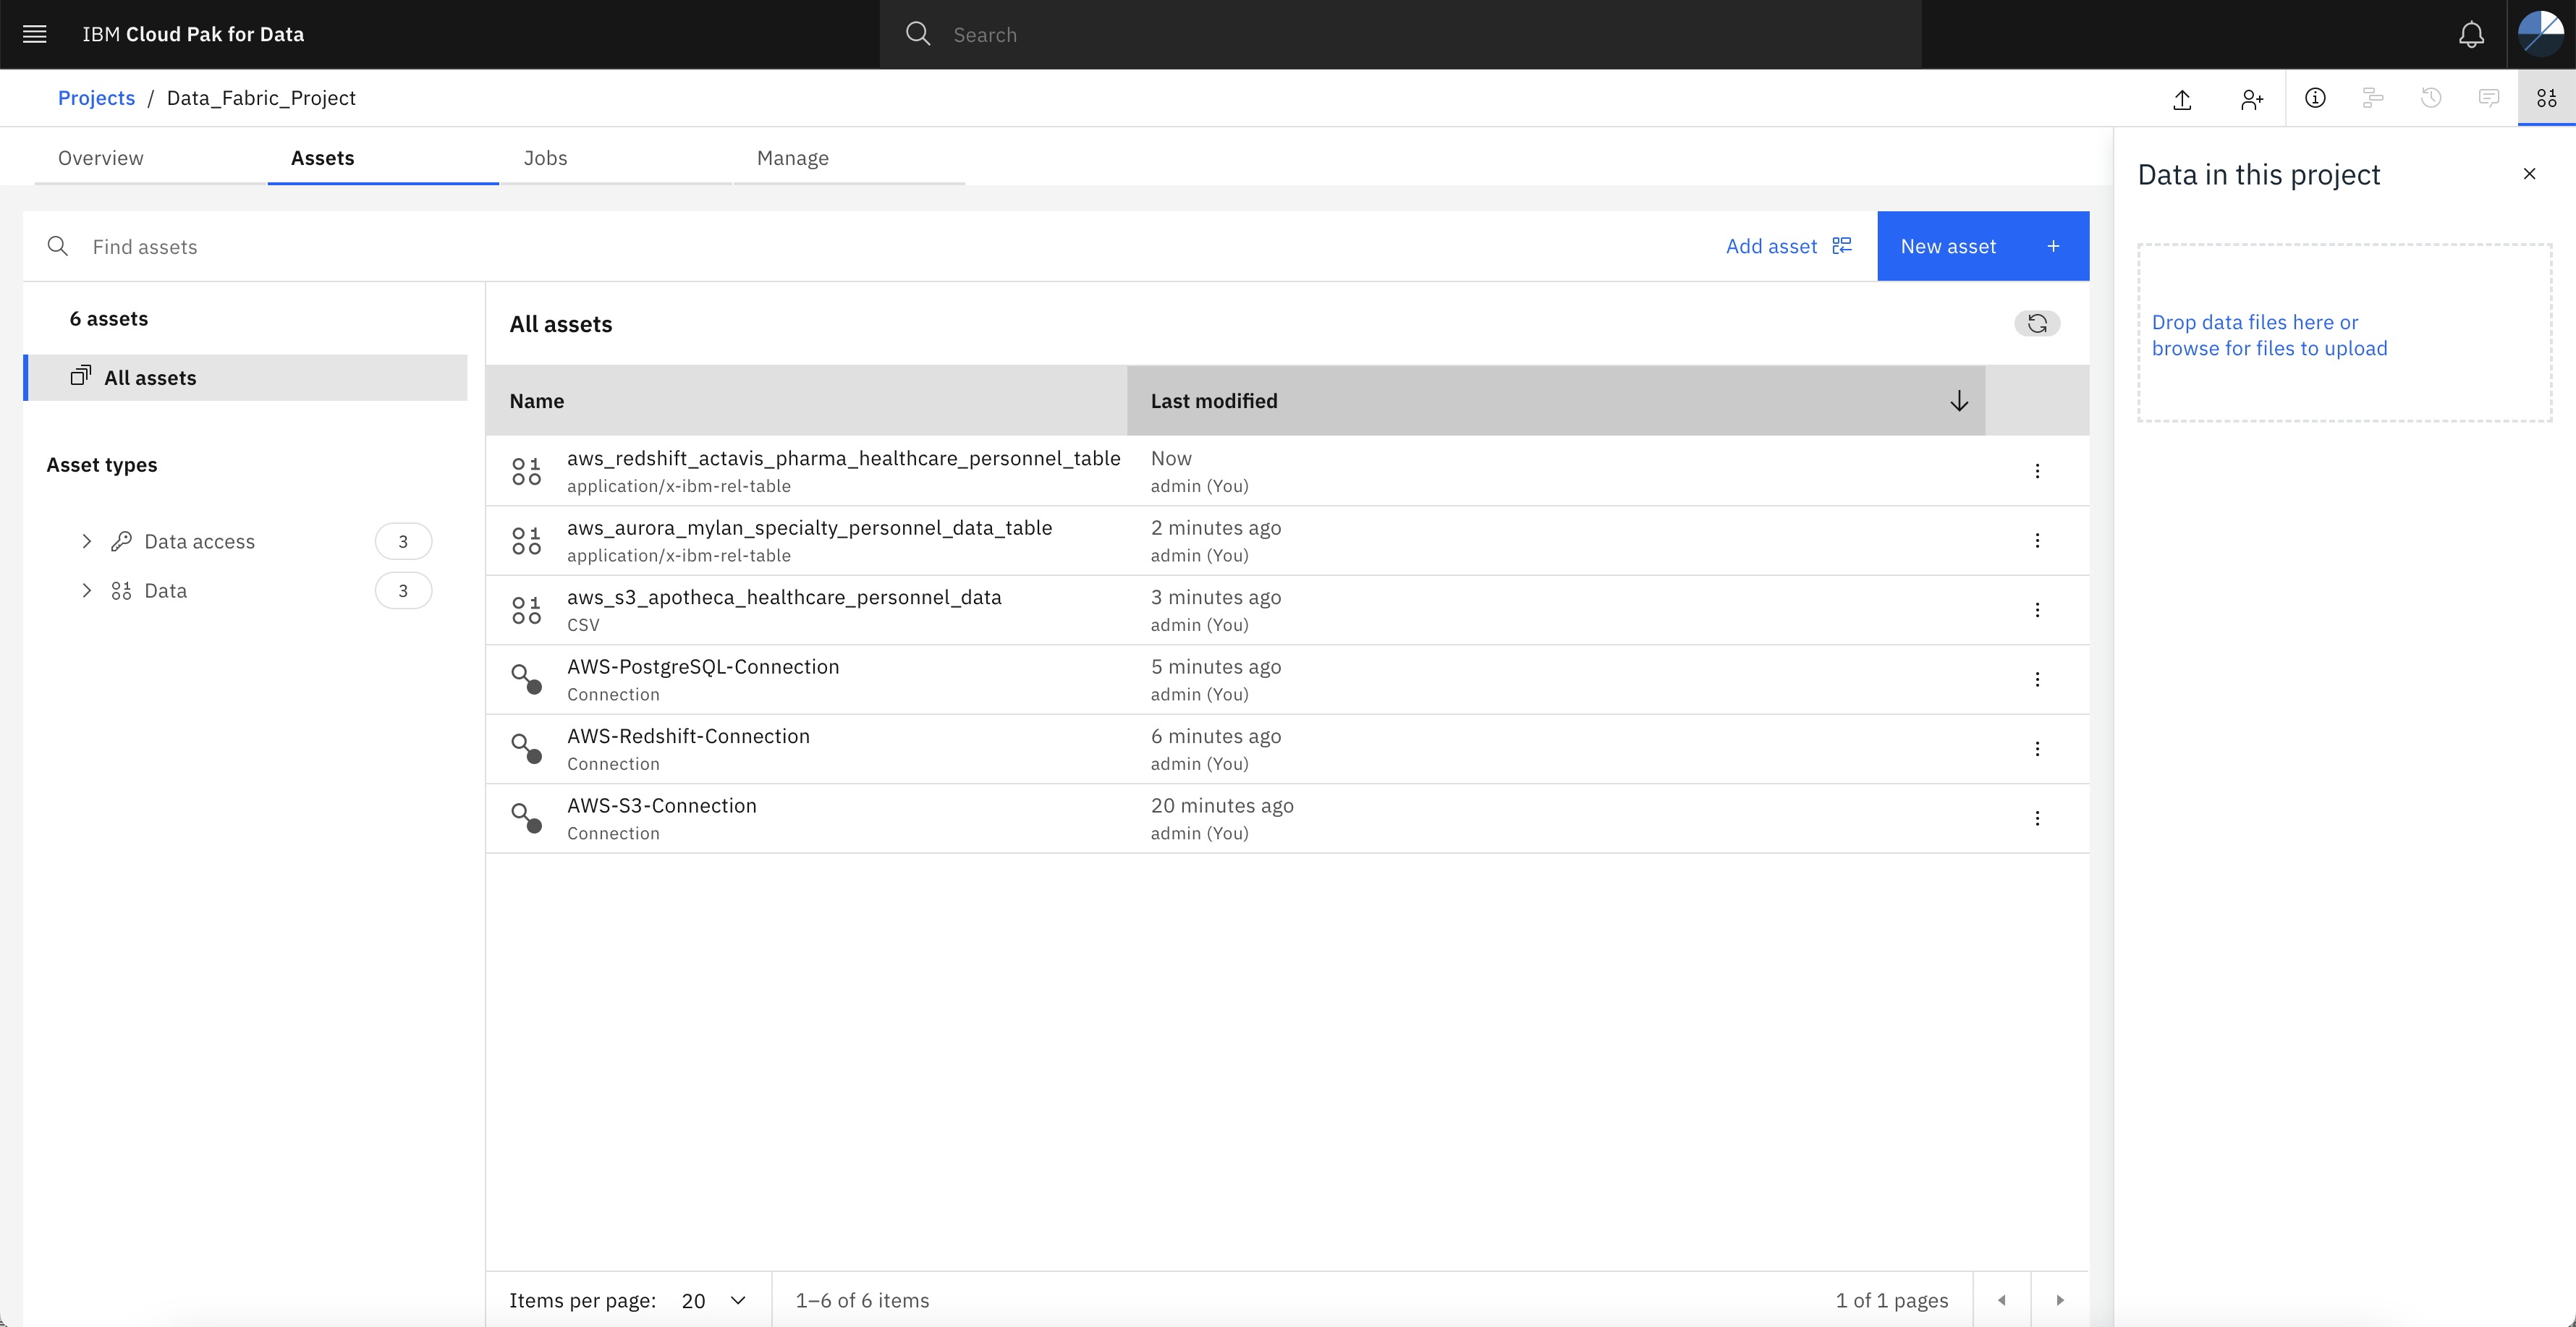 IBM Cloud Pak for Data
Search
Projects / Data_Fabric_Project
Overview
Assets
Jobs
Manage
Data in this project
Find assets
Add asset
New asset +
Drop data files here or
browse for files to upload
6 assets
All assets
Asset types
Data access 3
Data 3
All assets
Name
Last modified
aws_redshift_actavis_pharma_healthcare_personnel_table
application/x-ibm-rel-table
Now
admin (You)
aws_aurora_mylan_specialty_personnel_data_table
application/x-ibm-rel-table
2 minutes ago
admin (You)
aws_s3_apotheca_healthcare_personnel_data
CSV
3 minutes ago
admin (You)
AWS-PostgreSQL-Connection
Connection
5 minutes ago
admin (You)
AWS-Redshift-Connection
Connection
6 minutes ago
admin (You)
AWS-S3-Connection
Connection
20 minutes ago
admin (You)
Items per page: 20
1–6 of 6 items
1 of 1 pages